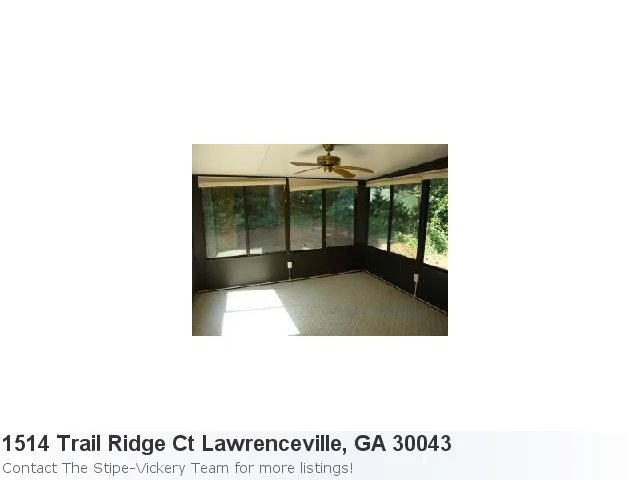 1514 Trail Ridge Ct Lawrenceville, GA 30043
Contact The Stipe-Vickery Team for more listings!